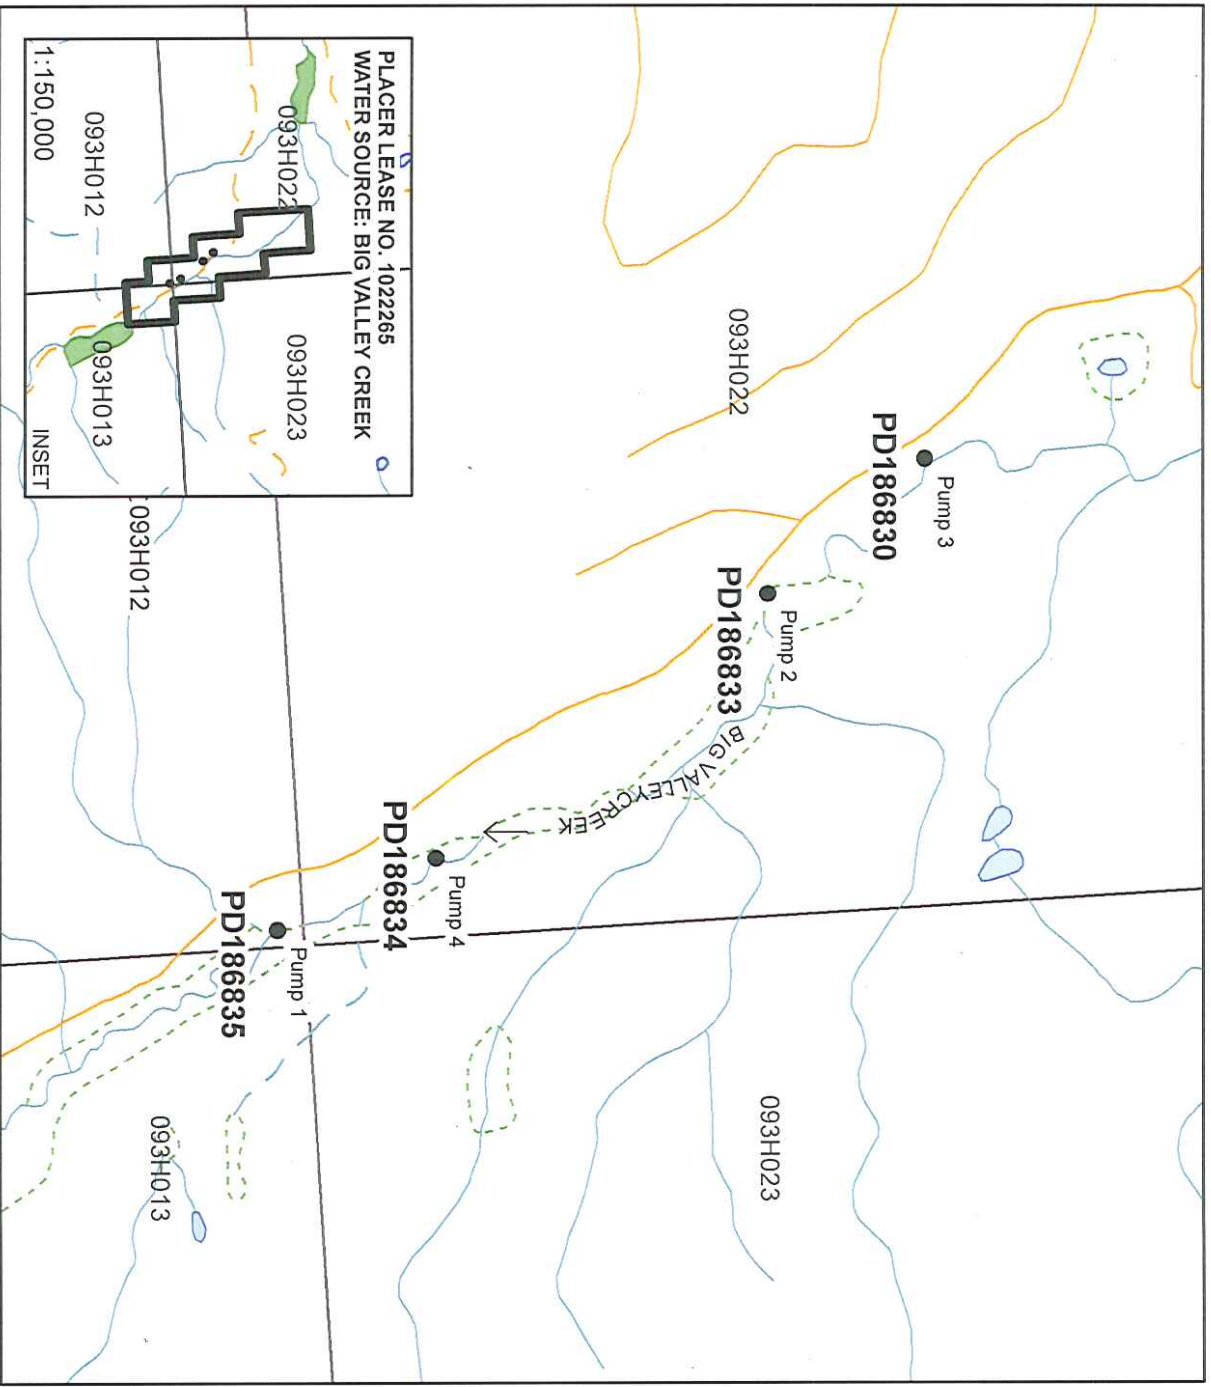 093H022
Pump 3
PD186830
Pump 2
PD186833
BIG VALLEY CREEK
093H023
Pump 4
PD186834
Pump 1
PD186835
093H012
093H013
PLACER LEASE NO. 1022265
WATER SOURCE: BIG VALLEY CREEK
093H022
093H023
093H012
093H013
1:150,000
INSET